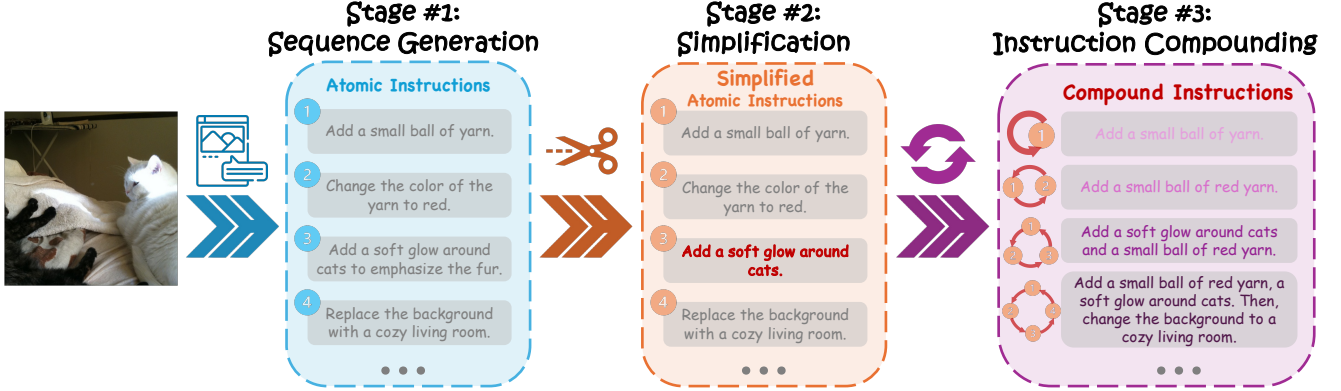 Stage #1:
Sequence Generation
Atomic Instructions
1
Add a small ball of yarn.
2
Change the color of the
yarn to red.
3
Add a soft glow around
cats to emphasize the fur.
4
Replace the background
with a cozy living room.
Stage #2:
Simplification
Simplified
Atomic Instructions
1
Add a small ball of yarn.
2
Change the color of the
yarn to red.
3
Add a soft glow around
cats.
4
Replace the background
with a cozy living room.
Stage #3:
Instruction Compounding
Compound Instructions
1
Add a small ball of yarn.
1 2
Add a small ball of red yarn.
1
Add a soft glow around cats
and a small ball of red yarn.
Add a small ball of red yarn, a
soft glow around cats. Then,
change the background to a
cozy living room.